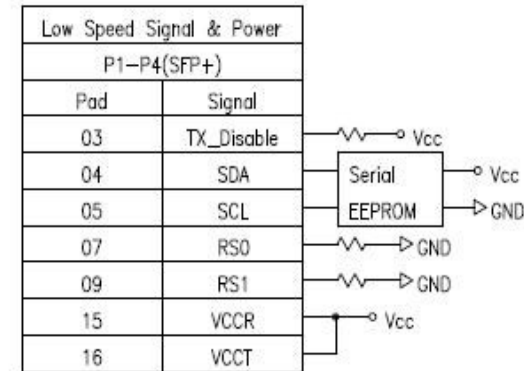 Low Speed Signal & Power
P1-P4(SFP+)
Pad Signal
03 TX_Disable Vcc
04 SDA Serial Vcc
05 SCL EEPROM GND
07 RS0 GND
09 RS1 GND
15 VCCR Vcc
16 VCCT